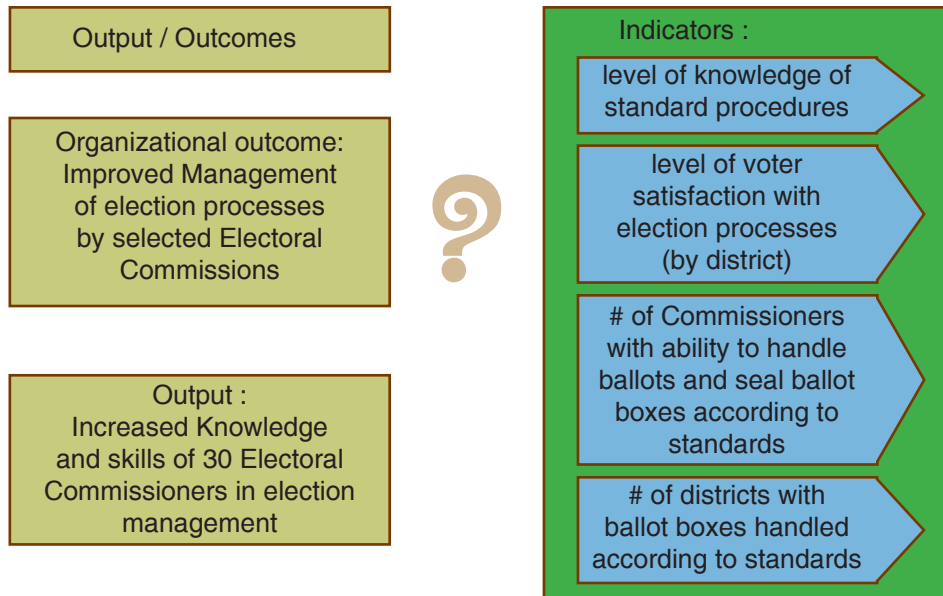 Output / Outcomes
Organizational outcome:
Improved Management
of election processes
by selected Electoral
Commissions
?
Output :
Increased Knowledge
and skills of 30 Electoral
Commissioners in election
management
Indicators :
level of knowledge of
standard procedures
level of voter
satisfaction with
election processes
(by district)
# of Commissioners
with ability to handle
ballots and seal ballot
boxes according to
standards
# of districts with
ballot boxes handled
according to standards